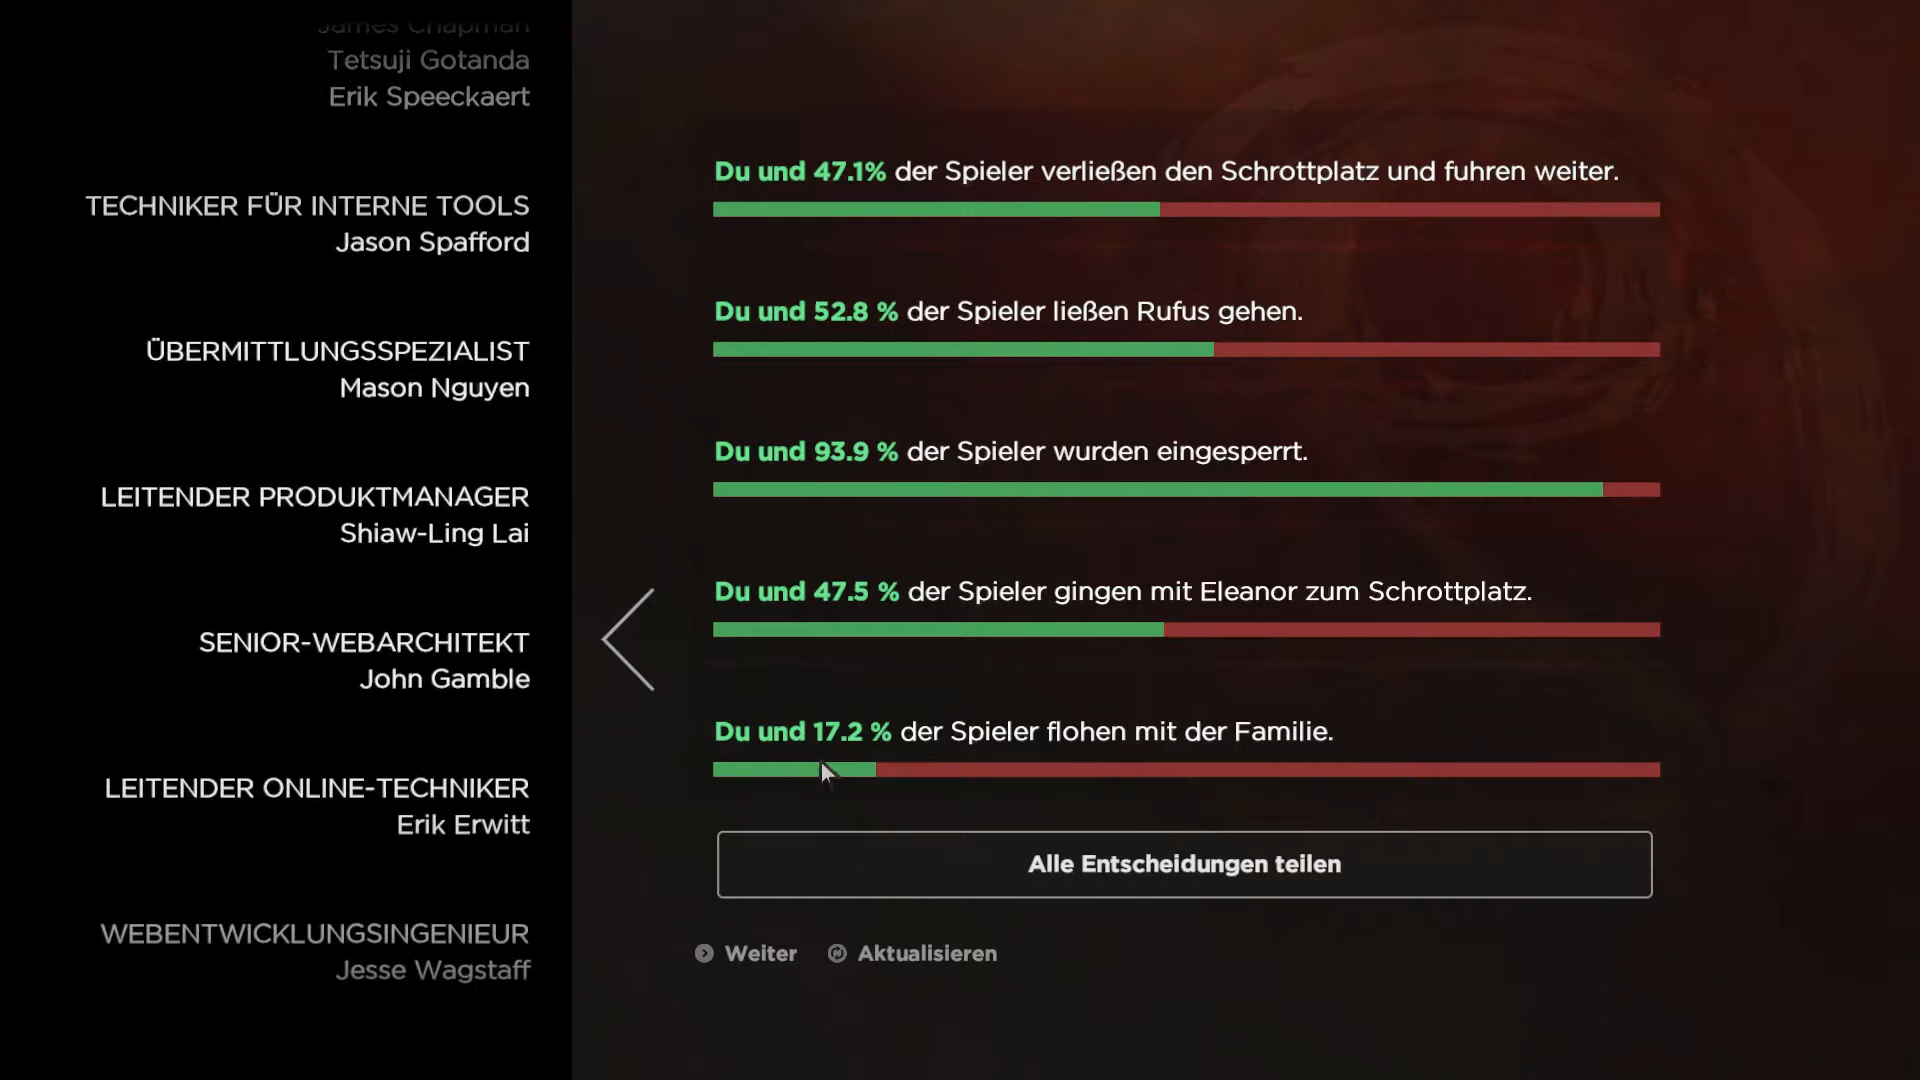 James Chapman
Tetsuji Gotanda
Erik Speeckaert
TECHNIKER FÜR INTERNE TOOLS
Jason Spafford
ÜBERMITTLUNGSSPEZIALIST
Mason Nguyen
LEITENDER PRODUKTMANAGER
Shiaw-Ling Lai
SENIOR-WEBARCHITEKT
John Gamble
LEITENDER ONLINE-TECHNIKER
Erik Erwitt
WEBENTWICKLUNGSINGENIEUR
Jesse Wagstaff
Du und 47.1% der Spieler verließen den Schrottplatz und fuhren weiter.
Du und 52.8 % der Spieler ließen Rufus gehen.
Du und 93.9 % der Spieler wurden eingesperrt.
Du und 47.5 % der Spieler gingen mit Eleanor zum Schrottplatz.
Du und 17.2 % der Spieler flohen mit der Familie.
Alle Entscheidungen teilen
Weiter Aktualisieren